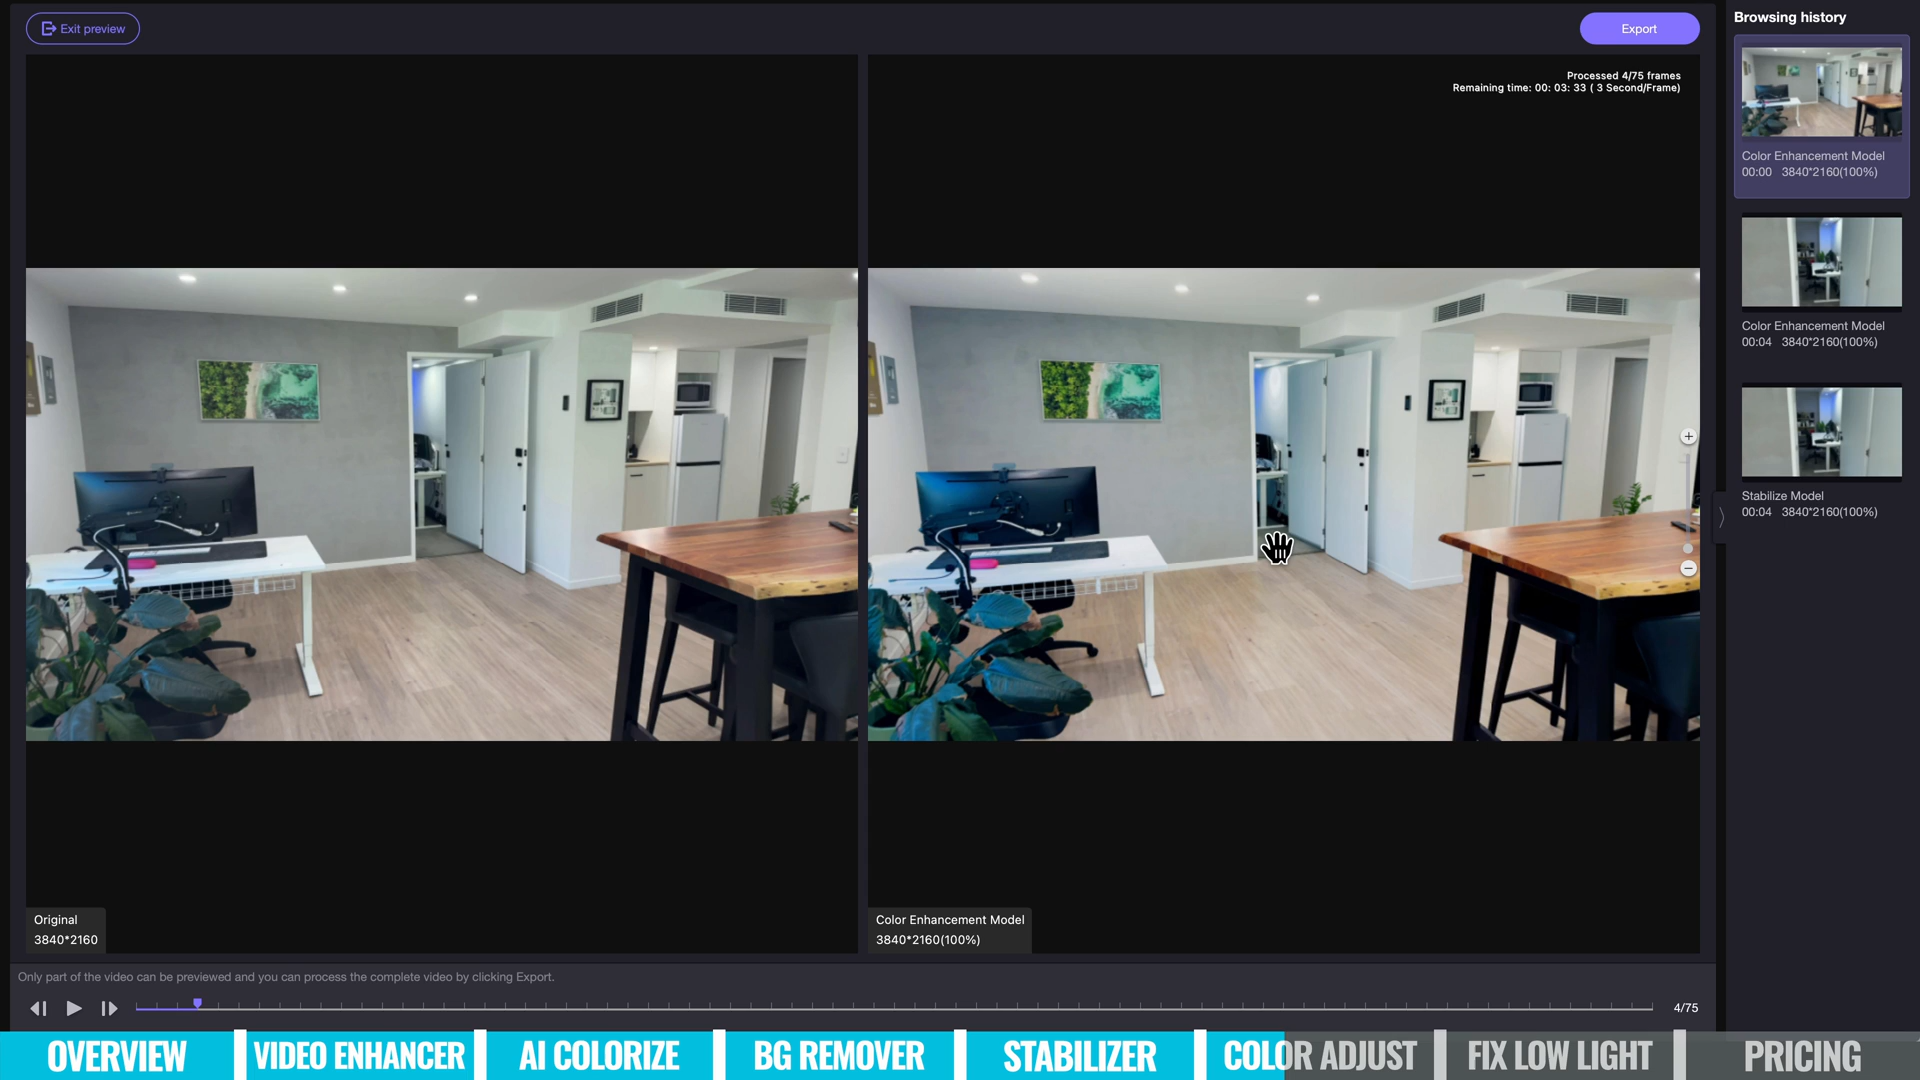 Exit preview
Export
Processed 4/75 frames
Remaining time: 00: 03: 33 ( 3 Second/Frame)
Original
3840*2160
Color Enhancement Model
3840*2160(100%)
Only part of the video can be previewed and you can process the complete video by clicking Export.
4/75
Browsing history
Color Enhancement Model
00:00 3840*2160(100%)
Color Enhancement Model
00:04 3840*2160(100%)
Stabilize Model
00:04 3840*2160(100%)
OVERVIEW
VIDEO ENHANCER
AI COLORIZE
BG REMOVER
STABILIZER
COLOR ADJUST
FIX LOW LIGHT
PRICING